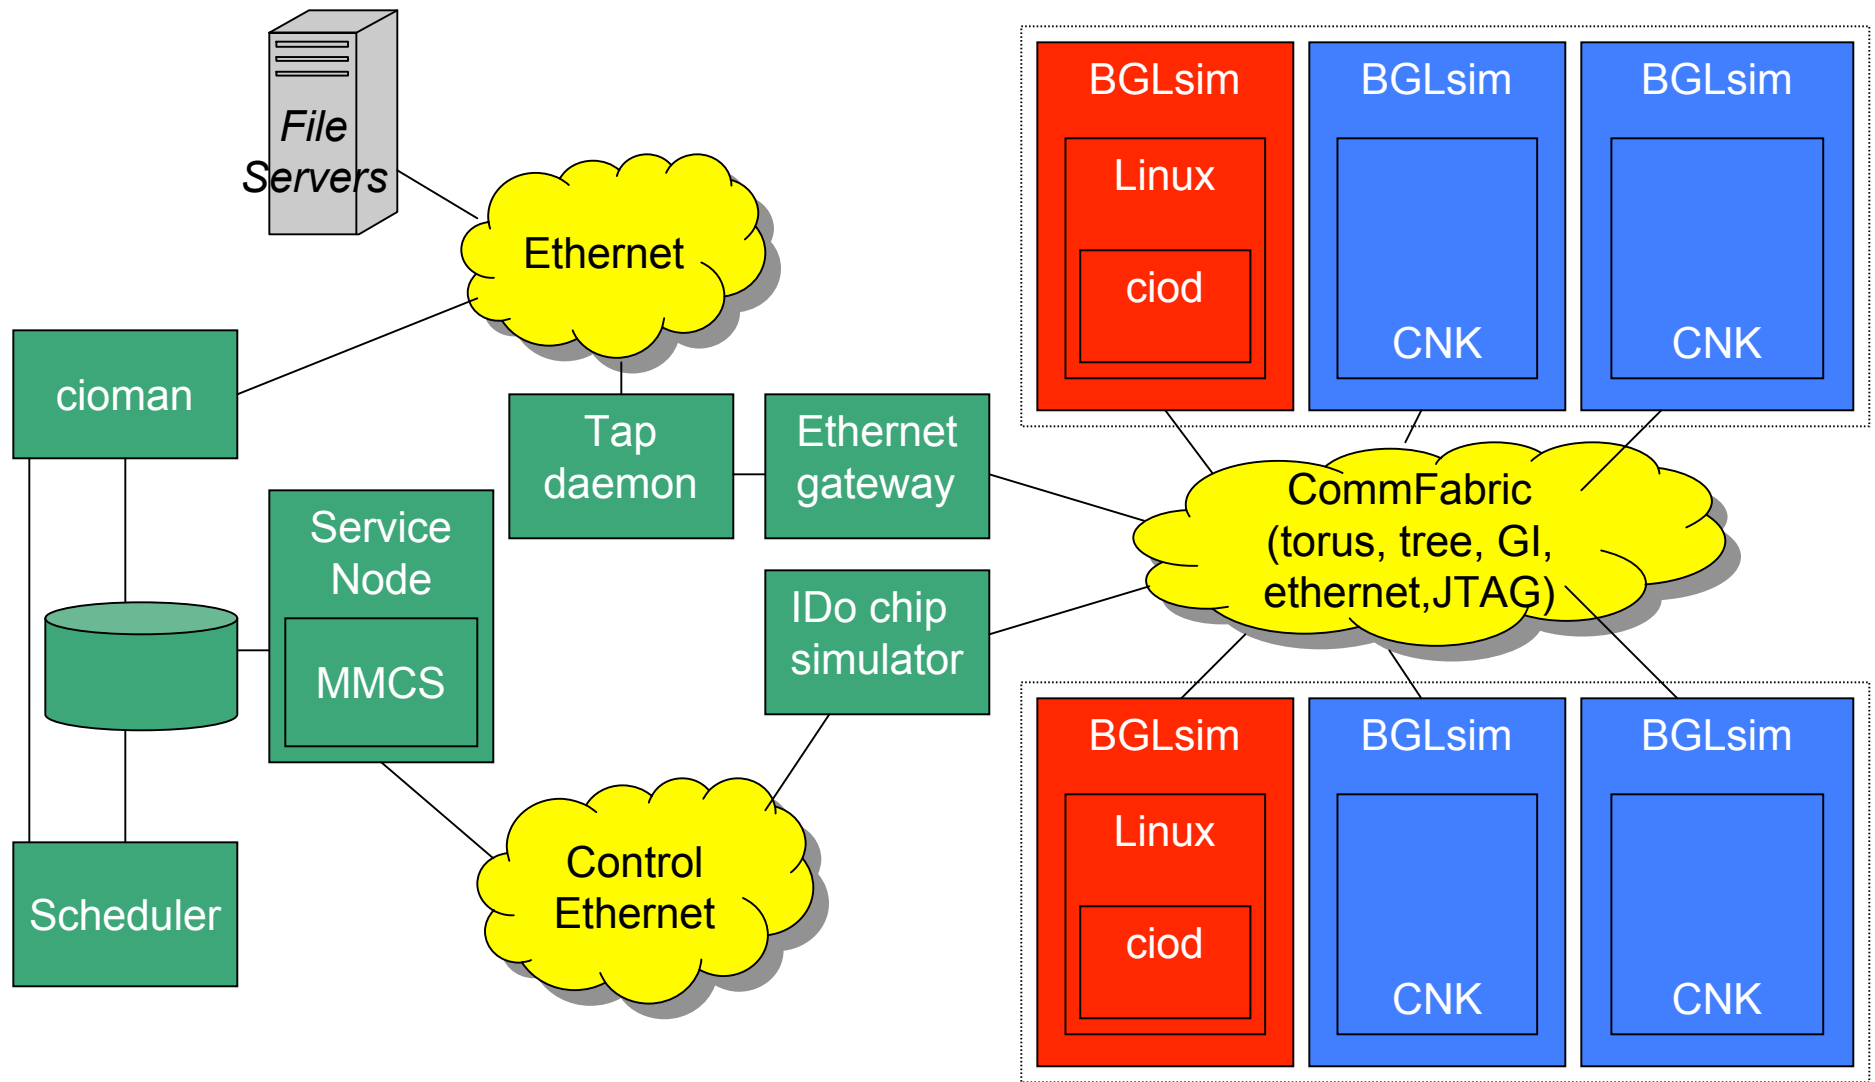 File
Servers
Ethernet
cioman
Tap
daemon
Ethernet
gateway
Service
Node
MMCS
IDo chip
simulator
Scheduler
Control
Ethernet
BGLsim
Linux
ciod
BGLsim
CNK
BGLsim
CNK
CommFabric
(torus, tree, GI,
ethernet,JTAG)
BGLsim
Linux
ciod
BGLsim
CNK
BGLsim
CNK